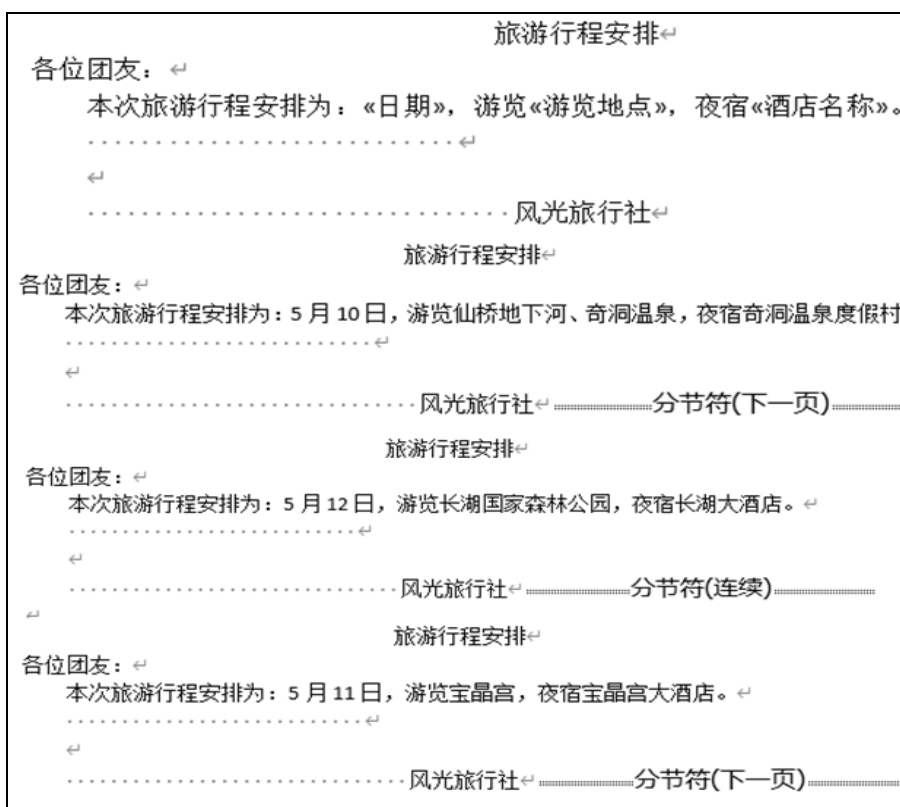 旅游行程安排↵
各位团友：↵
本次旅游行程安排为：«日期»，游览«游览地点»，夜宿«酒店名称»。
····························↵
↵
································风光旅行社↵
旅游行程安排↵
各位团友：↵
本次旅游行程安排为：5 月 10 日，游览仙桥地下河、奇洞温泉，夜宿奇洞温泉度假村
····························↵
↵
································风光旅行社↵分节符(下一页)
旅游行程安排↵
各位团友：↵
本次旅游行程安排为：5 月 12 日，游览长湖国家森林公园，夜宿长湖大酒店。↵
····························↵
↵
································风光旅行社↵分节符(连续)
↵
旅游行程安排↵
各位团友：↵
本次旅游行程安排为：5 月 11 日，游览宝晶宫，夜宿宝晶宫大酒店。↵
····························↵
↵
································风光旅行社↵分节符(下一页)